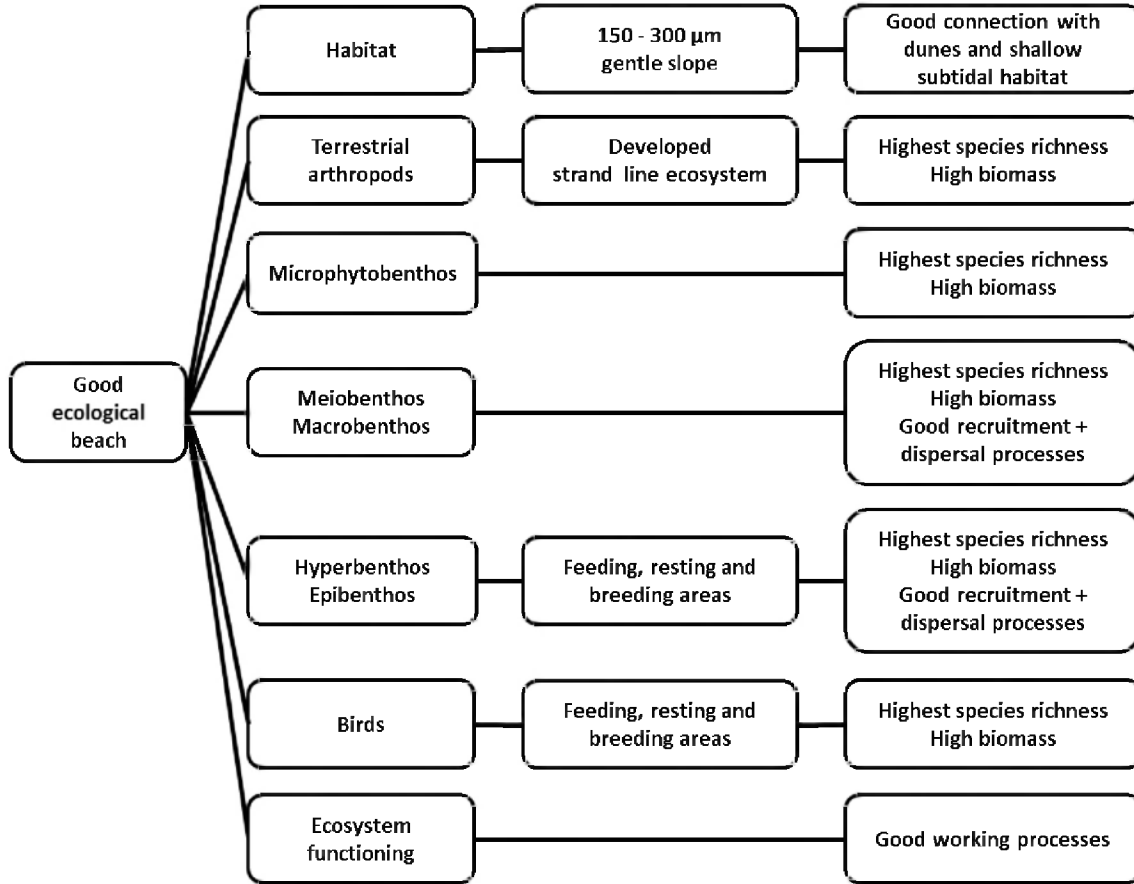 Habitat
150 - 300 µm
gentle slope
Good connection with
dunes and shallow
subtidal habitat
Terrestrial
arthropods
Developed
strand line ecosystem
Highest species richness
High biomass
Microphytobenthos
Highest species richness
High biomass
Good
ecological
beach
Meiobenthos
Macrobenthos
Highest species richness
High biomass
Good recruitment +
dispersal processes
Hyperbenthos
Epibenthos
Feeding, resting and
breeding areas
Highest species richness
High biomass
Good recruitment +
dispersal processes
Birds
Feeding, resting and
breeding areas
Highest species richness
High biomass
Ecosystem
functioning
Good working processes